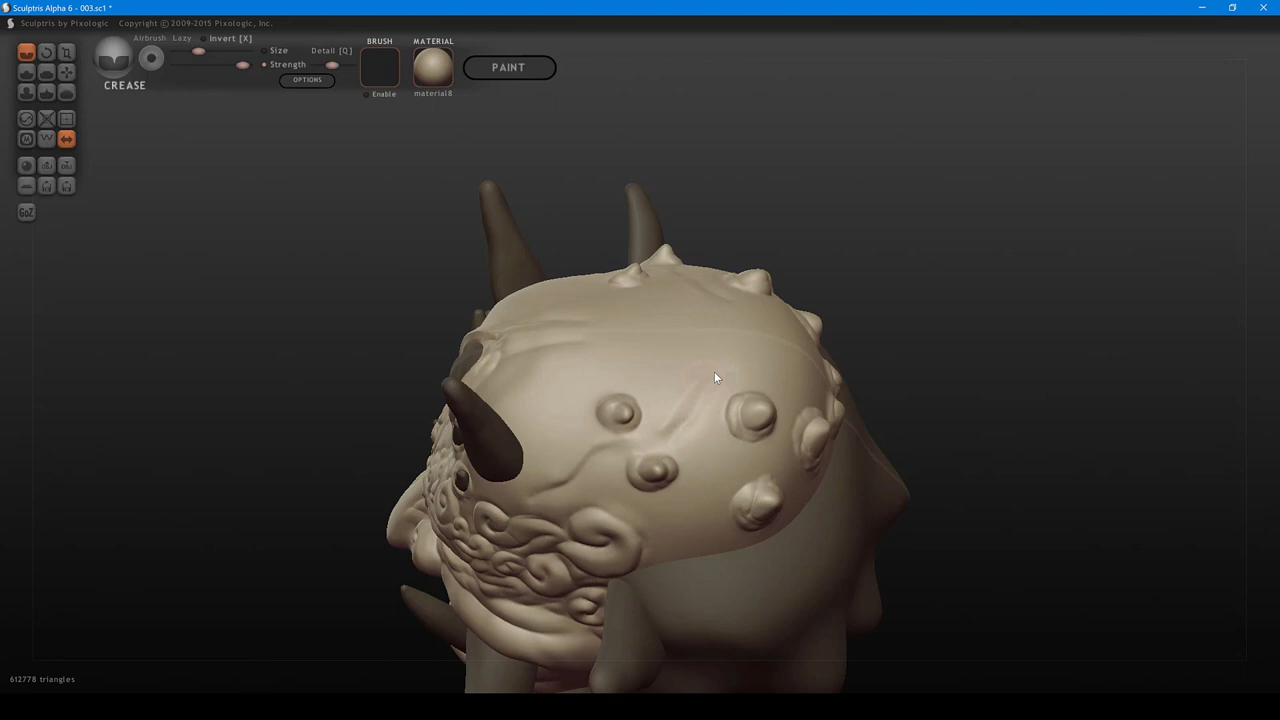 Sculptris Alpha 6 - 003.sc1 *
Sculptris by Pixologic Copyright © 2009-2015 Pixologic, Inc.
Airbrush Lazy Invert [X]
BRUSH MATERIAL
Size Detail [Q]
Strength
PAINT
OPTIONS
CREASE
Enable material8
GoZ
612778 triangles